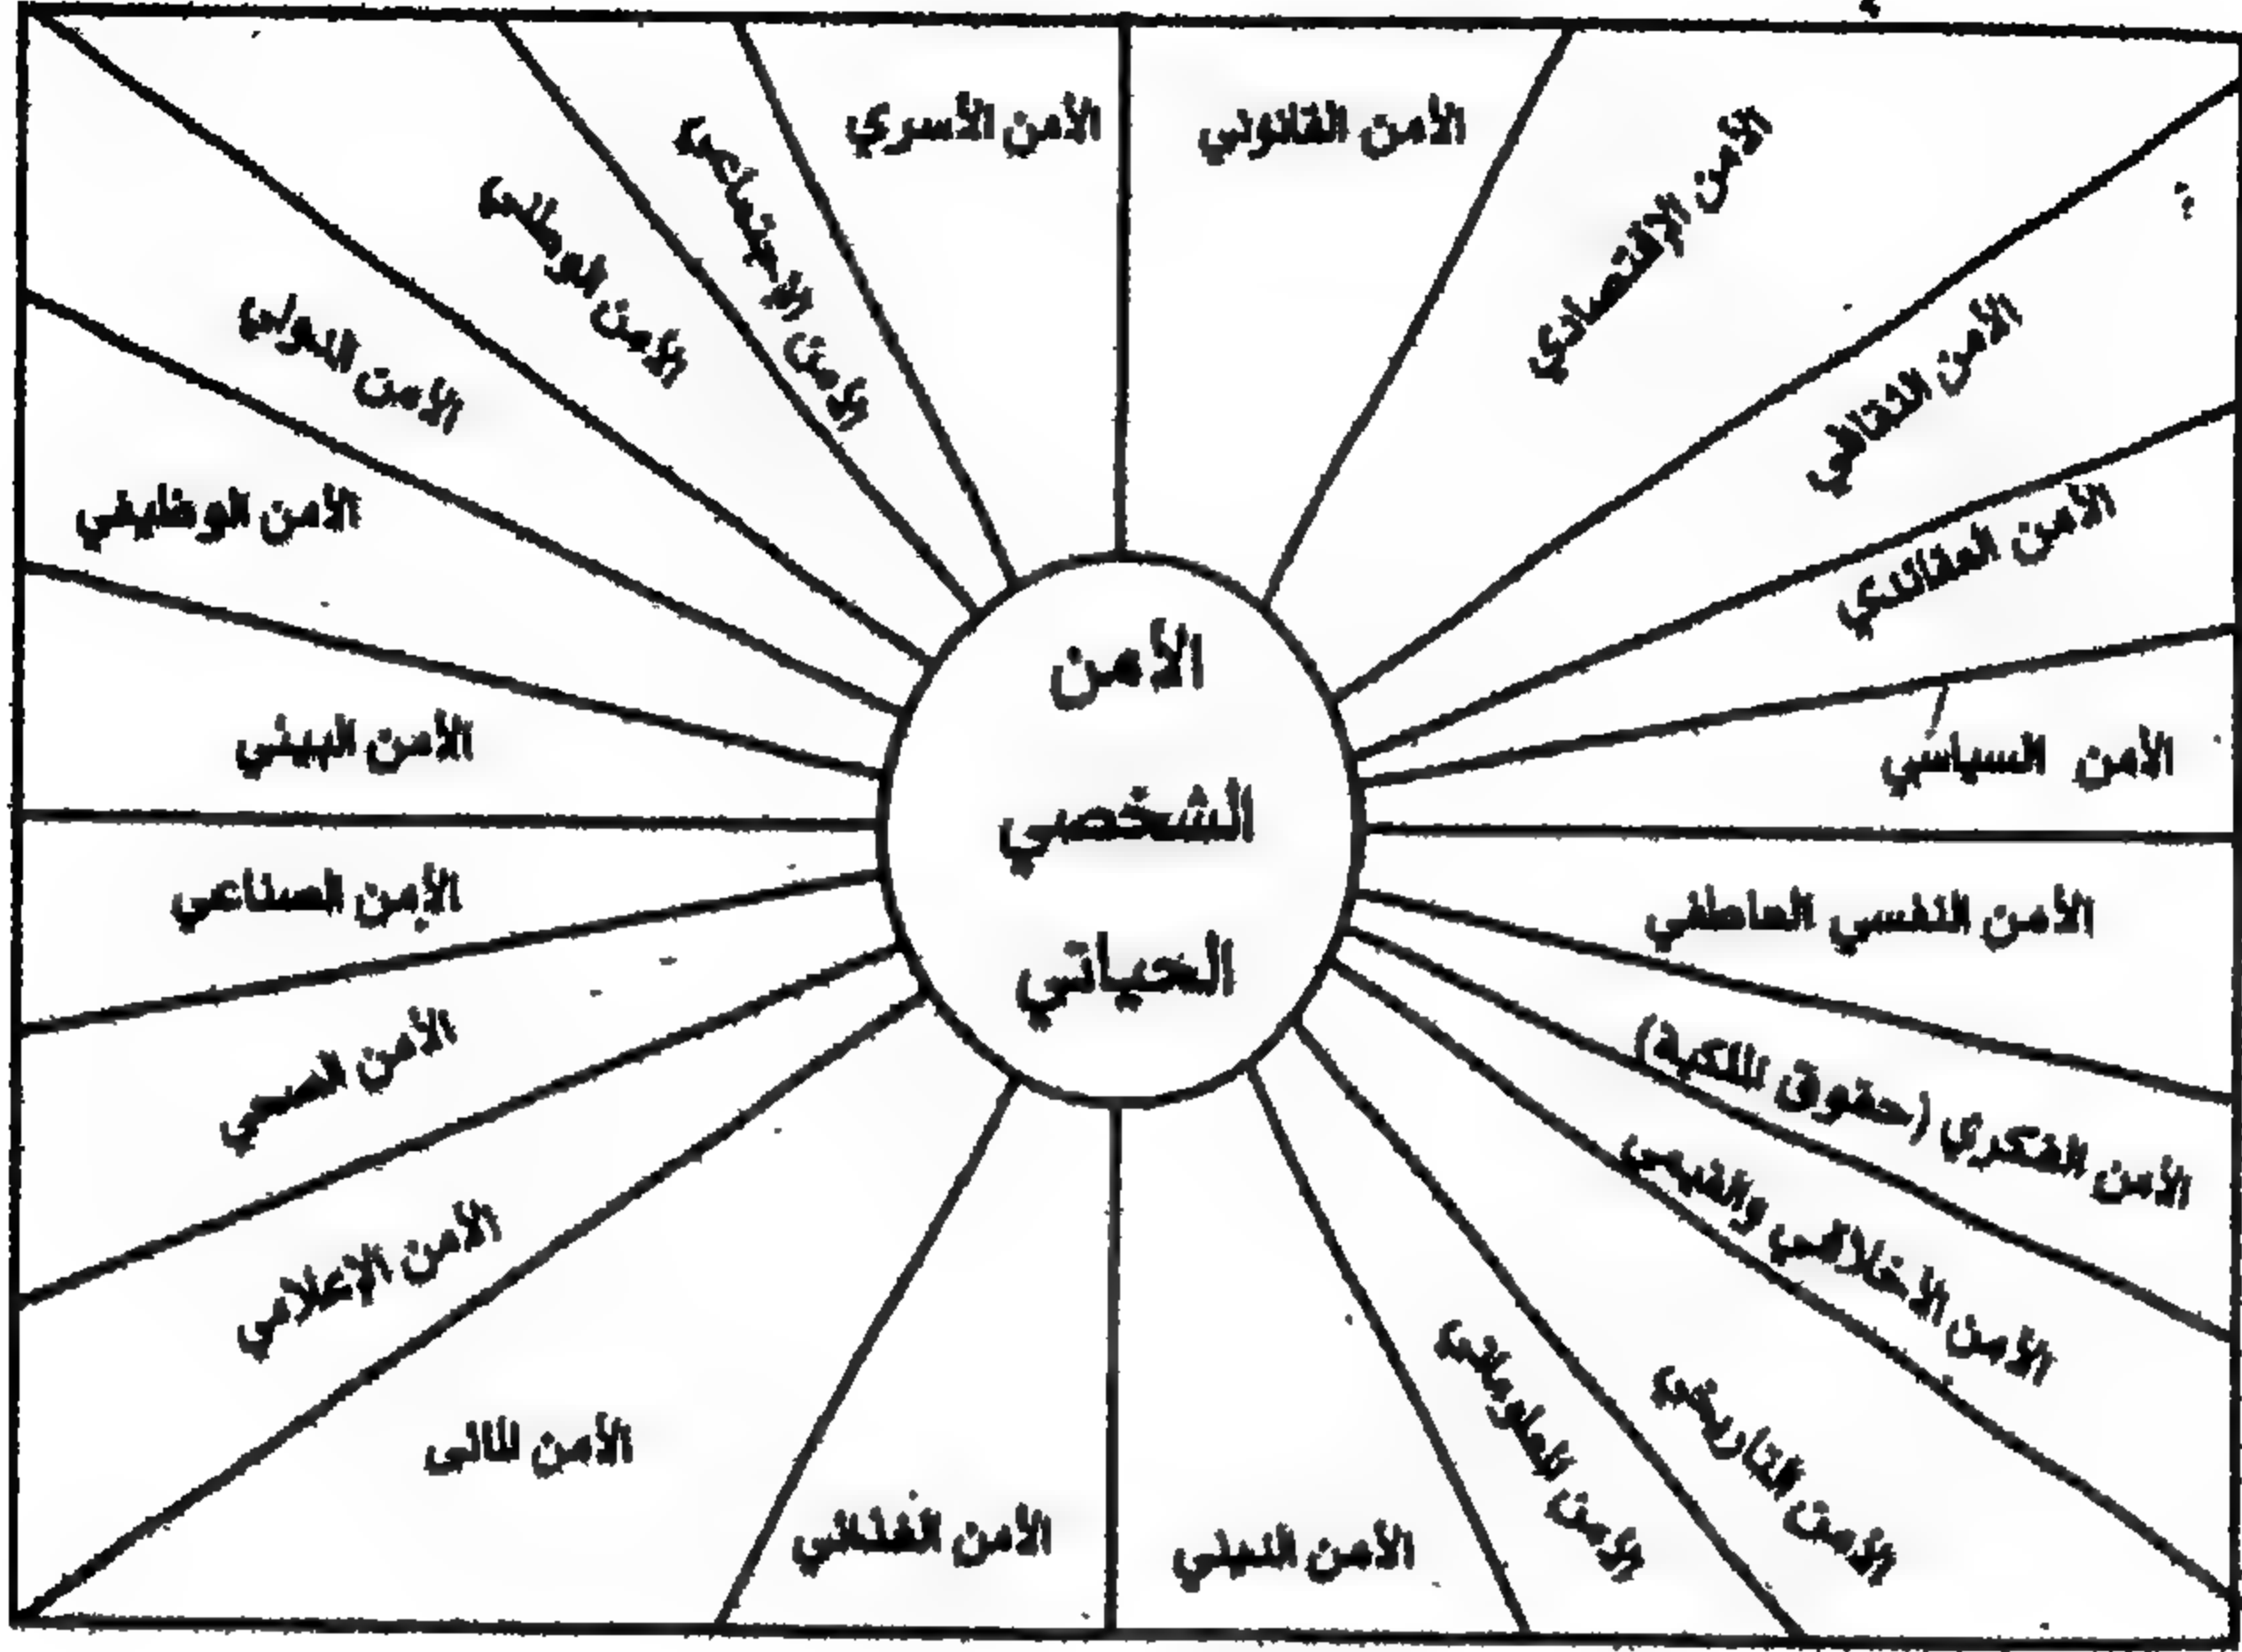 الأمن القانوني
الأمن الأسري
الأمن الاجتماعي
الأمن الوطني
الأمن الدولي
الأمن الوظيفي
الأمن البيئي
الأمن الصناعي
الأمن الصحي
الأمن الإعلامي
الأمن المالي
الأمن الغذائي
الأمن
الأمن المعلوماتي
الأمن التاريخي
الأمن الاخلاقي والقيمي
الأمن الفكري (حقوق الملكية)
الأمن النفسي العاطفي
الأمن السياسي
الأمن العقائدي
الأمن الثقافي
الأمن الإقتصادي
الأمن
الشخصي
الحياتي